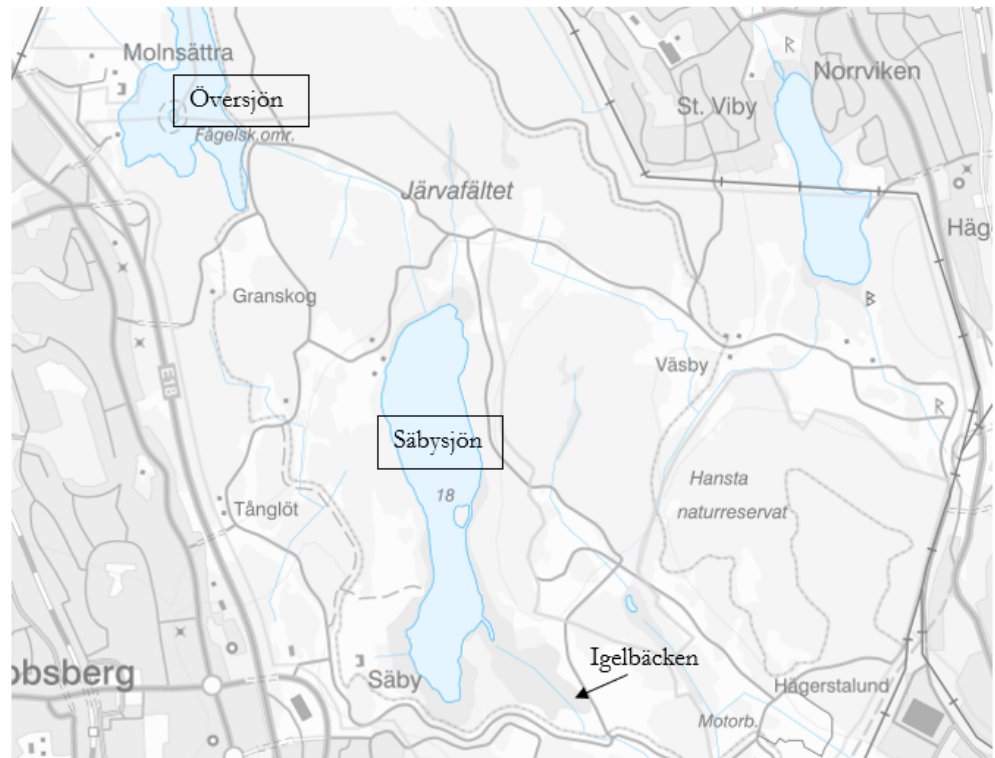 Molnsättra
Översjön
Fågelsk.omr.
Norrviken
St. Viby
Järvafältet
Häg
Granskog
E18
Väsby
Säbysjön
Hansta
naturreservat
18
Tånglöt
Igelbäcken
obsberg
Säby
Hägerstalund
Motorb.